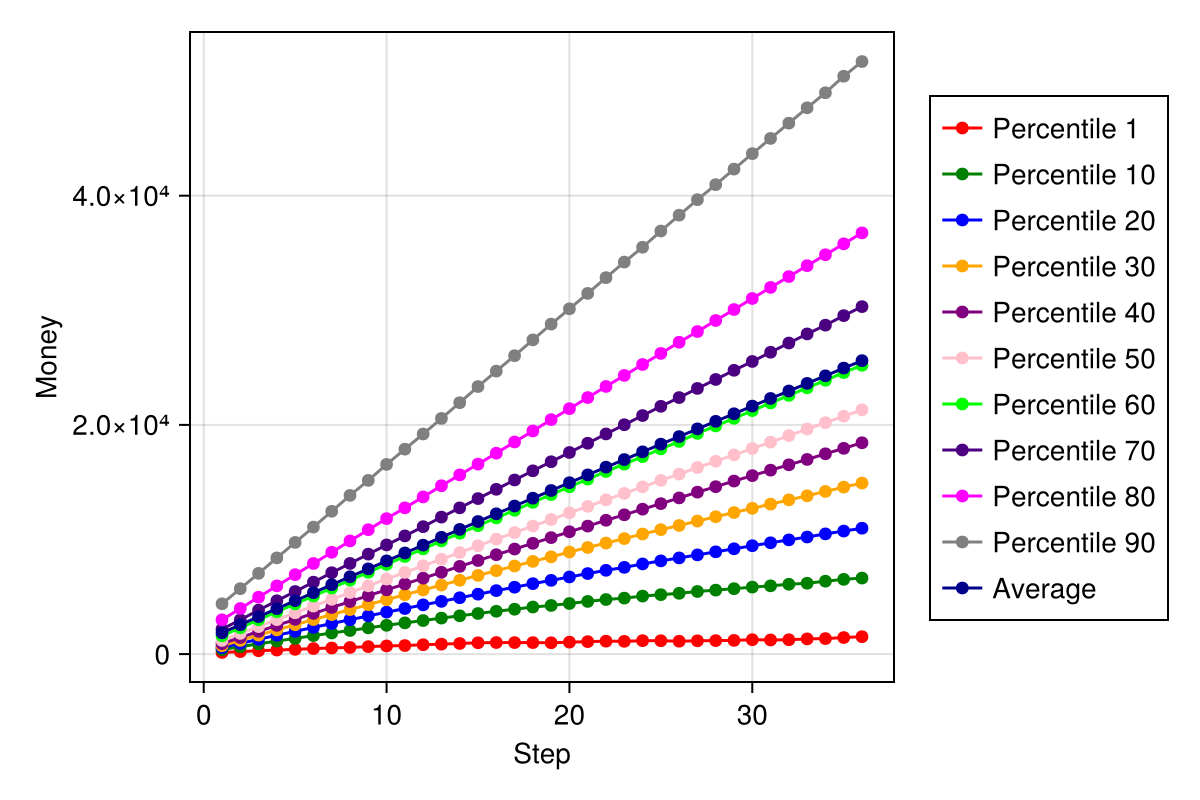 4.0×10⁴
2.0×10⁴
0
Money
0 10 20 30
Step
Percentile 1
Percentile 10
Percentile 20
Percentile 30
Percentile 40
Percentile 50
Percentile 60
Percentile 70
Percentile 80
Percentile 90
Average